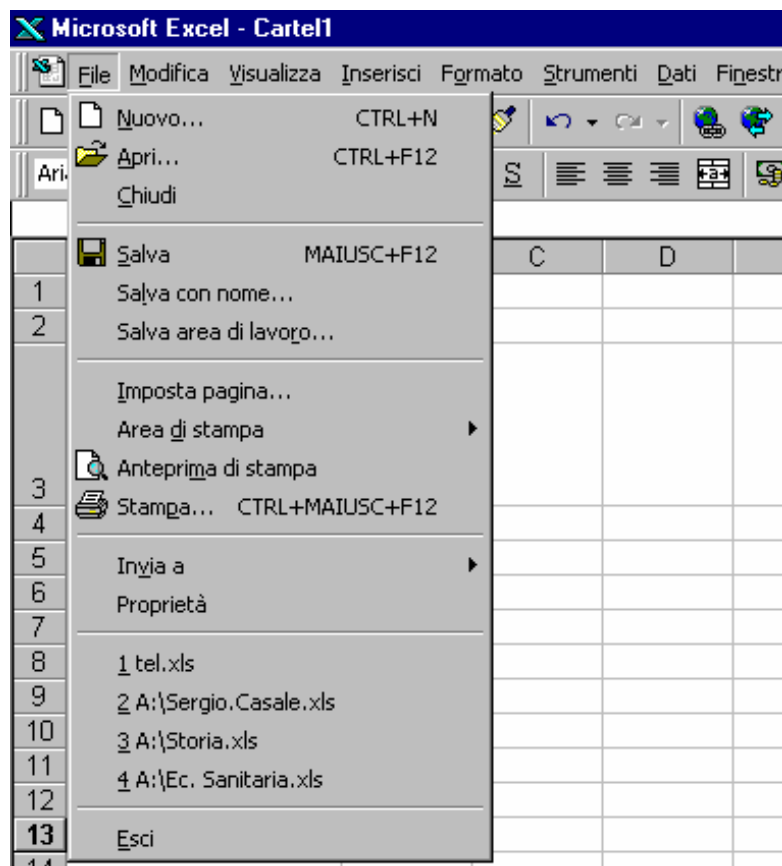 Microsoft Excel - Cartel1
File Modifica Visualizza Inserisci Formato Strumenti Dati Finestr
Nuovo... CTRL+N
Apri... CTRL+F12
Ari
S
a
Chiudi
Salva MAIUSC+F12
C D
1
Salva con nome...
2
Salva area di lavoro...
Imposta pagina...
Area di stampa
Anteprima di stampa
3
Stampa... CTRL+MAIUSC+F12
4
5
Invia a
6
Proprietà
7
8
1 tel.xls
9
2 A:\Sergio.Casale.xls
10
3 A:\Storia.xls
11
4 A:\Ec. Sanitaria.xls
12
13
Esci
14